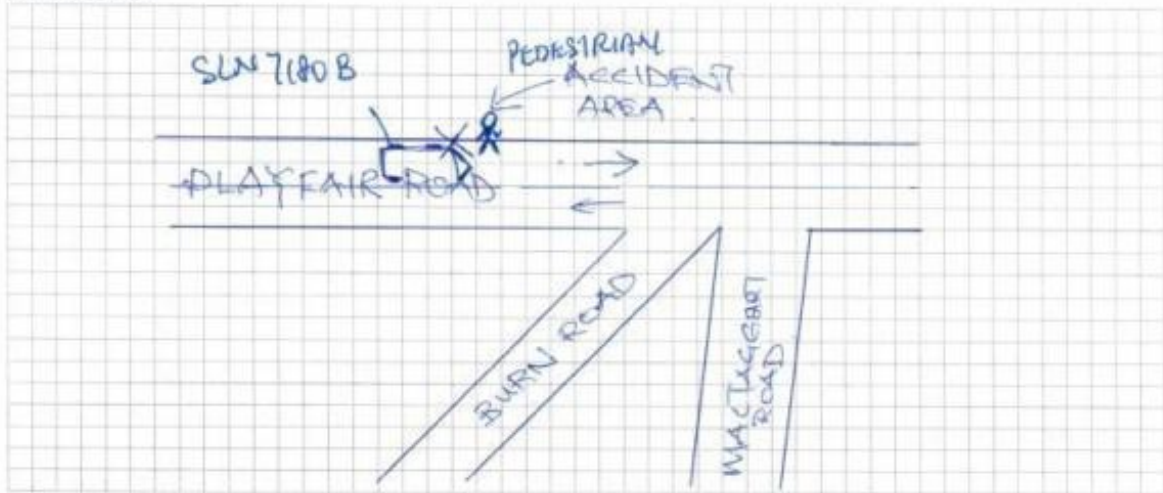 SLN 7180 B
PEDESTRIAN
ACCIDENT
AREA
PLAYFAIR ROAD
BURN ROAD
MACTAGGART
ROAD